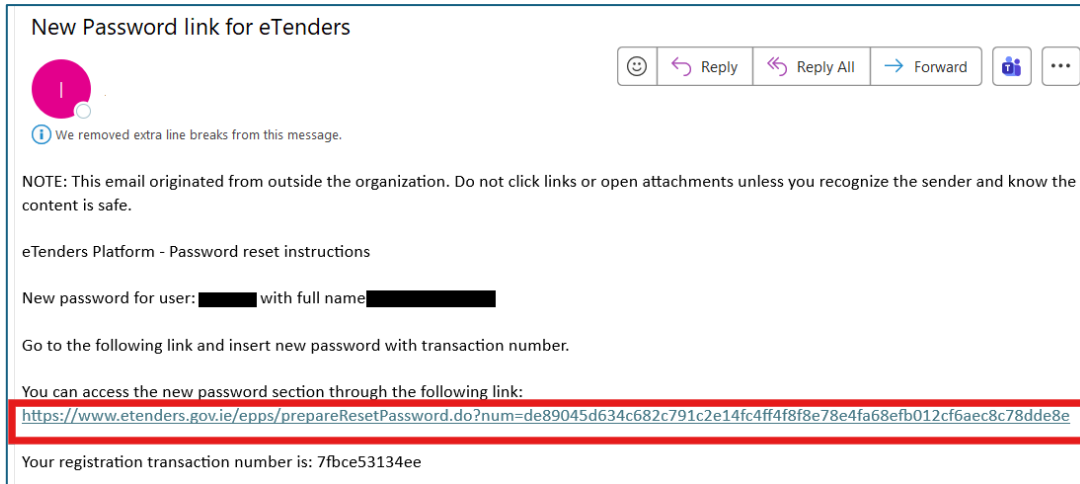 New Password link for eTenders
I
Reply
Reply All
Forward
We removed extra line breaks from this message.
NOTE: This email originated from outside the organization. Do not click links or open attachments unless you recognize the sender and know the
content is safe.
eTenders Platform - Password reset instructions
New password for user: with full name
Go to the following link and insert new password with transaction number.
You can access the new password section through the following link:
https://www.etenders.gov.ie/epps/prepareResetPassword.do?num=de89045d634c682c791c2e14fc4ff4f8f8e78e4fa68efb012cf6aec8c78dde8e
Your registration transaction number is: 7fbce53134ee